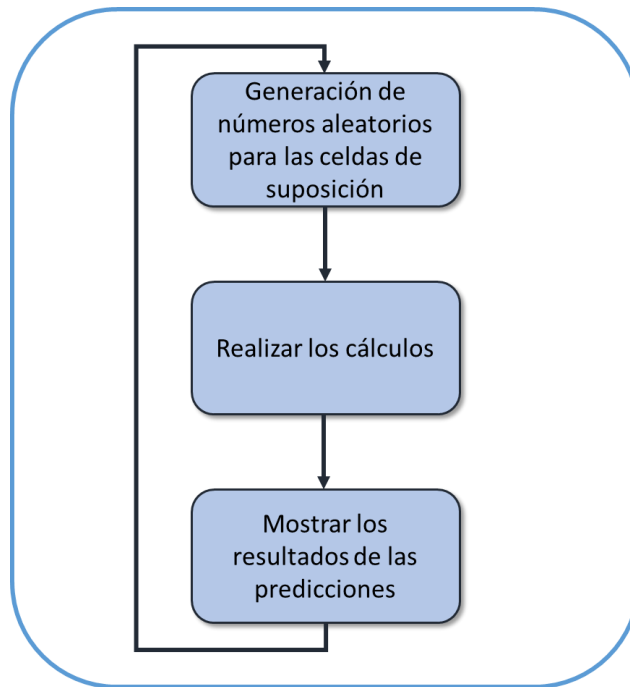 Generación de
números aleatorios
para las celdas de
suposición
Realizar los cálculos
Mostrar los
resultados de las
predicciones